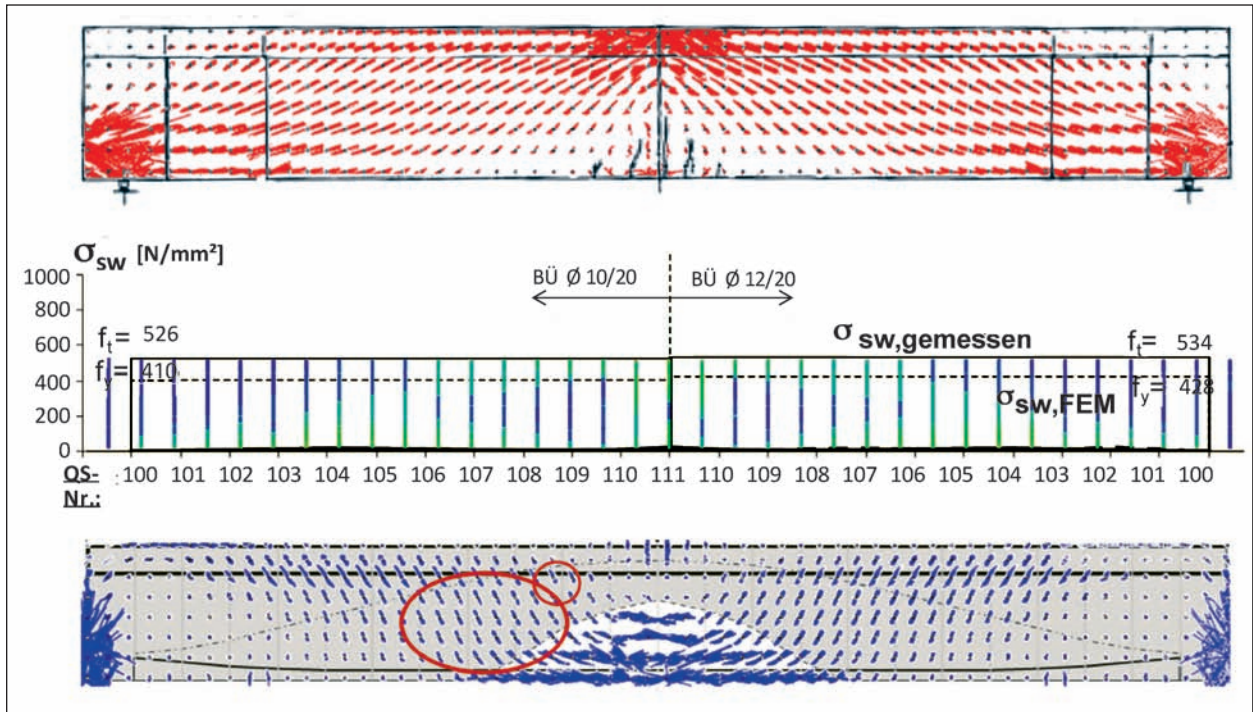 σsw [N/mm²]
1000
800
600
400
200
0
BÜ Ø 10/20
BÜ Ø 12/20
ft= 526
fy= 410
σsw,gemessen
ft= 534
fy= 428
σsw,FEM
QS-Nr.: 100 101 102 103 104 105 106 107 108 109 110 111 110 109 108 107 106 105 104 103 102 101 100